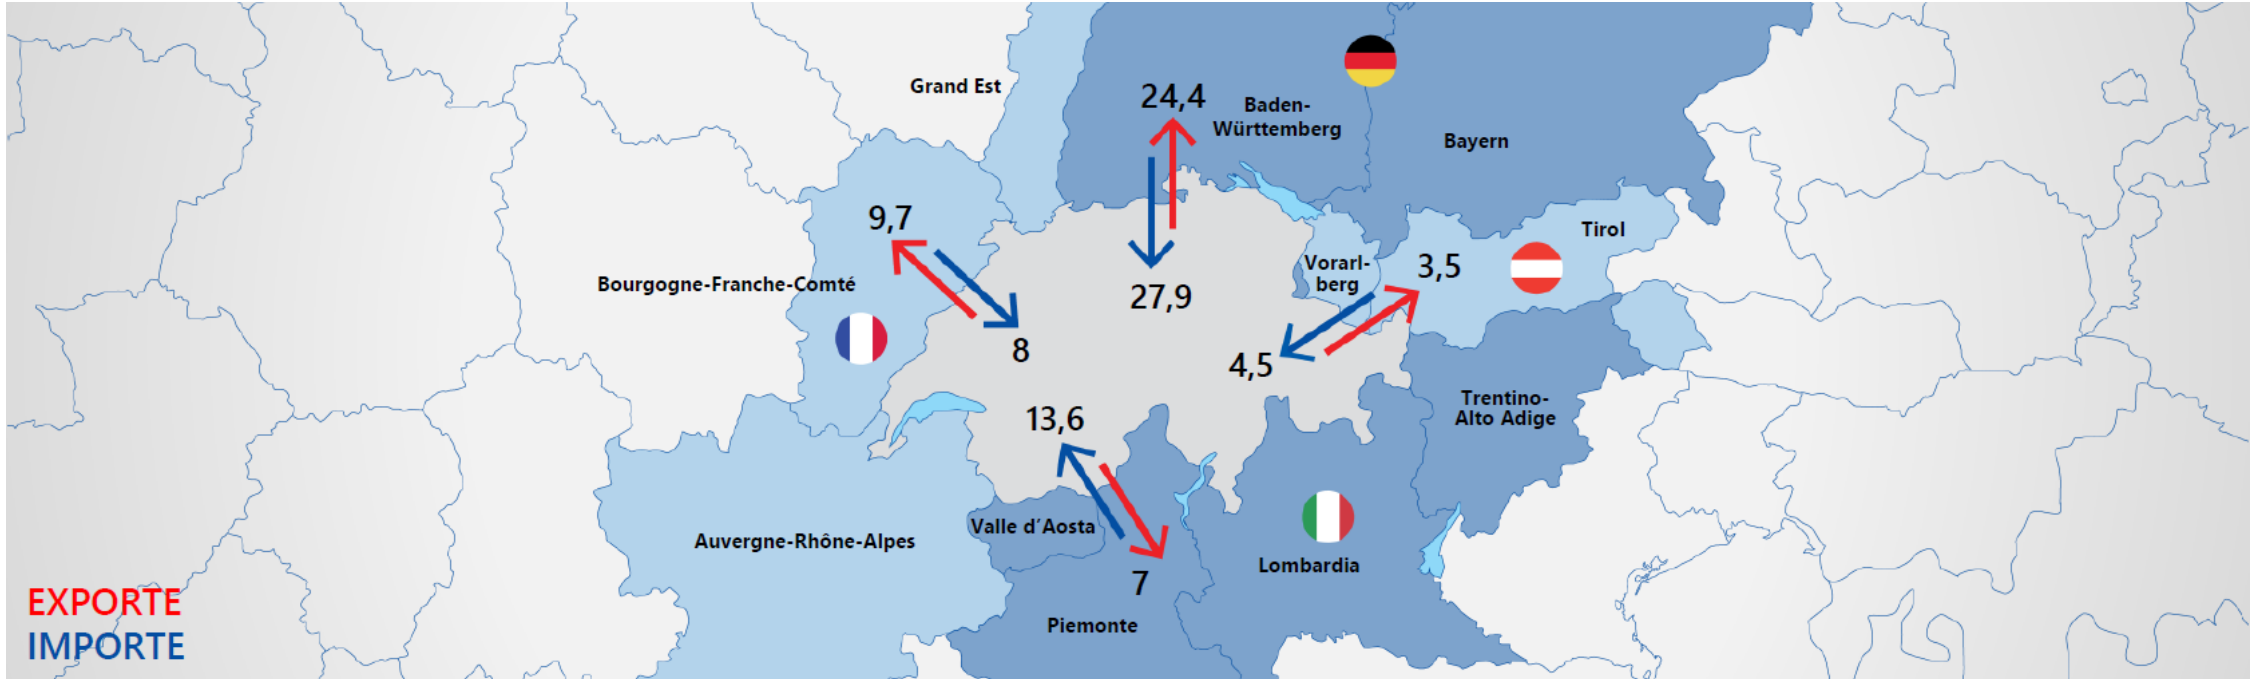 Grand Est
24,4
Baden-
Württemberg
Bayern
9,7
Tirol
Bourgogne-Franche-Comté
Vorarl-
berg
3,5
27,9
8
4,5
13,6
Trentino-
Alto Adige
Valle d'Aosta
Auvergne-Rhône-Alpes
Lombardia
7
Piemonte
EXPORTE
IMPORTE